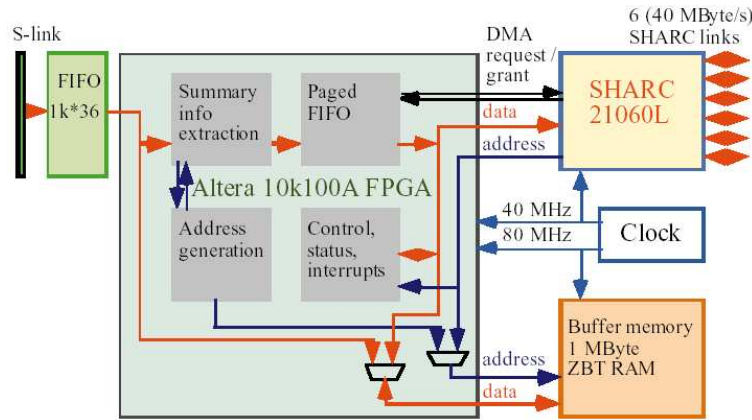 S-link
FIFO
1k*36
Summary
info
extraction
Paged
FIFO
DMA
request /
grant
6 (40 MByte/s)
SHARC links
SHARC
21060L
data
address
Altera 10k100A FPGA
Address
generation
Control,
status,
interrupts
40 MHz
80 MHz
Clock
Buffer memory
1 MByte
ZBT RAM
address
data